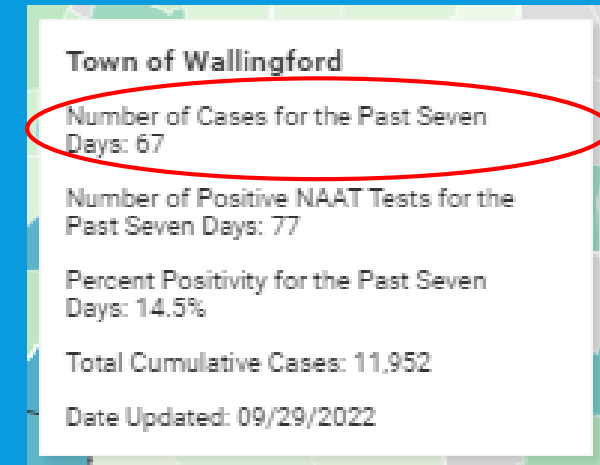 Town of Wallingford
Number of Cases for the Past Seven
Days: 67
Number of Positive NAAT Tests for the
Past Seven Days: 77
Percent Positivity for the Past Seven
Days: 14.5%
Total Cumulative Cases: 11,952
Date Updated: 09/29/2022